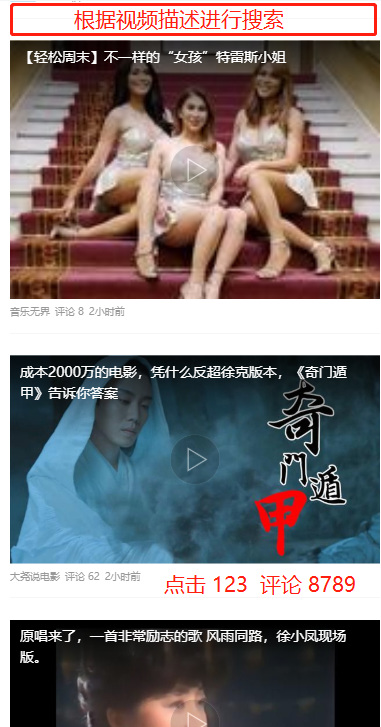 根据视频描述进行搜索
【轻松周末】不一样的“女孩”特雷斯小姐
音乐无界 评论 8 2小时前
成本2000万的电影，凭什么反超徐克版本，《奇门遁
甲》告诉你答案
奇
門遁
甲
大尧说电影 评论 62 2小时前
点击 123 评论 8789
原唱来了，一首非常励志的歌 风雨同路，徐小凤现场
版。